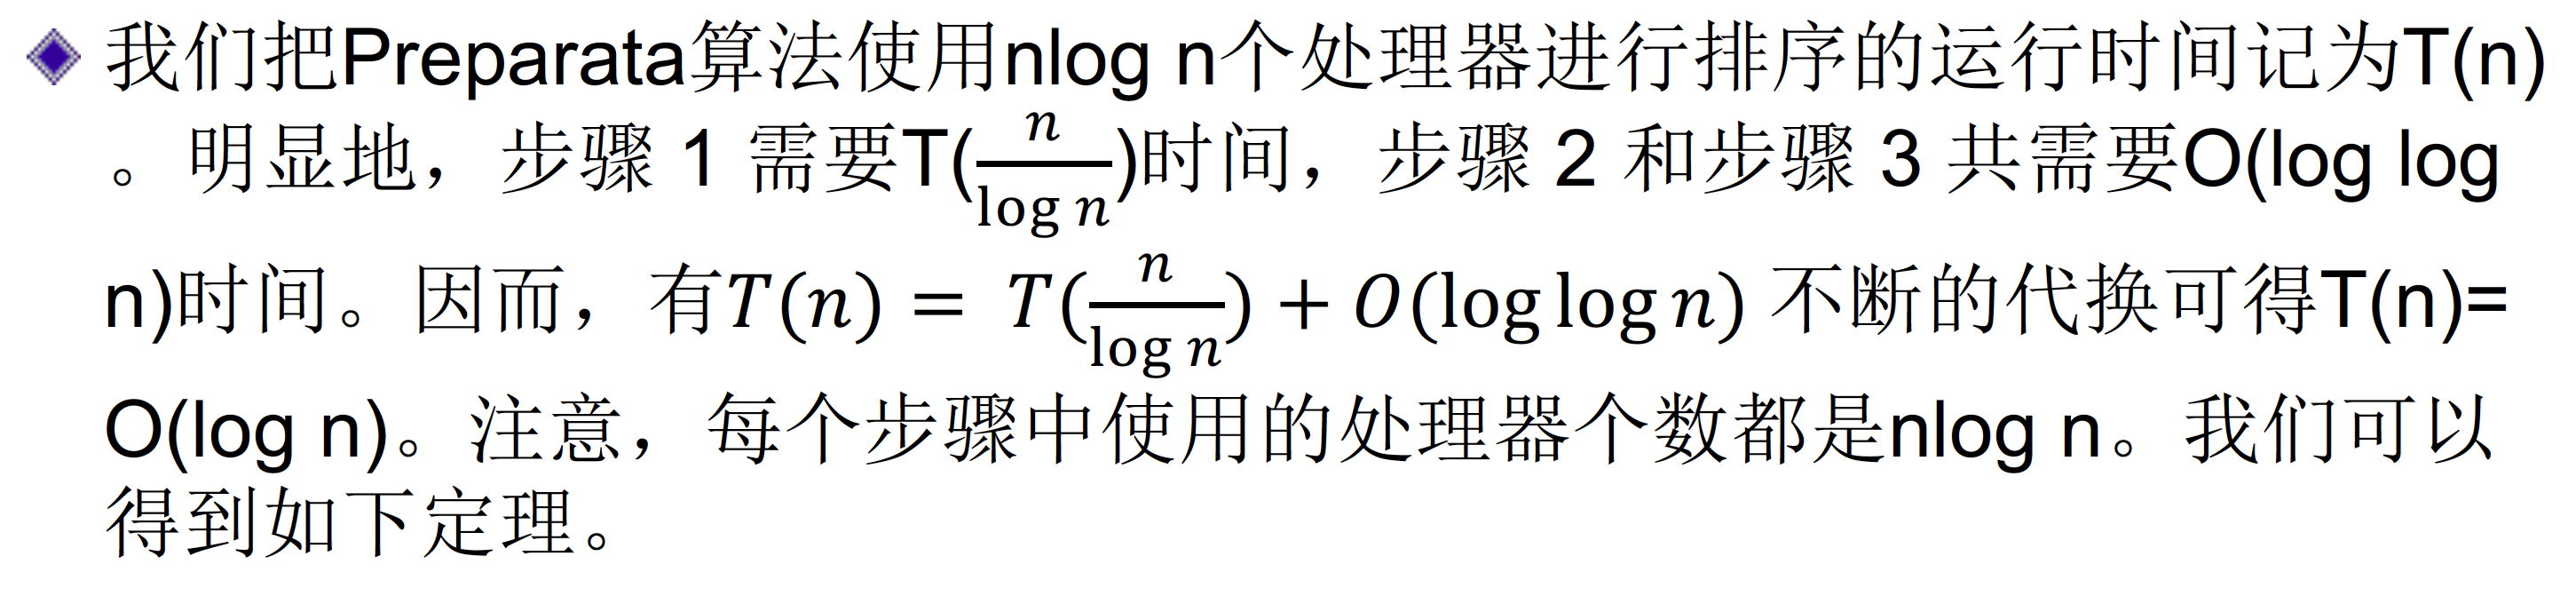 我们把Preparata算法使用nlog n个处理器进行排序的运行时间记为T(n)
。明显地，步骤 1 需要T(\frac{n}{\log n})时间，步骤 2 和步骤 3 共需要O(log log
n)时间。因而，有T(n) = T(\frac{n}{\log n}) + O(log log n) 不断的代换可得T(n)=
O(log n)。注意，每个步骤中使用的处理器个数都是nlog n。我们可以
得到如下定理。